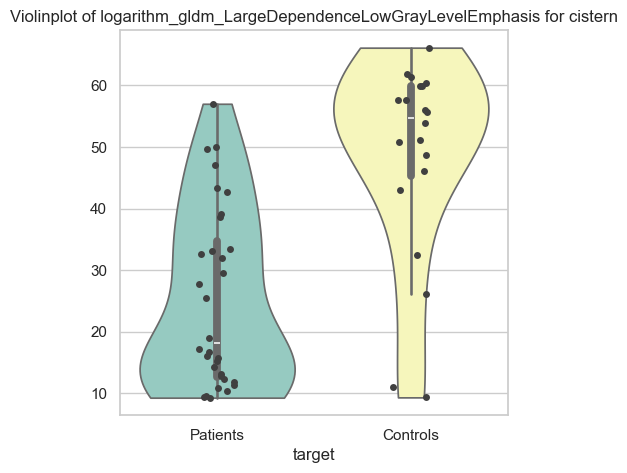 Violinplot of logarithm_gldm_LargeDependenceLowGrayLevelEmphasis for cistern
60
50
40
30
20
10
Patients Controls
target